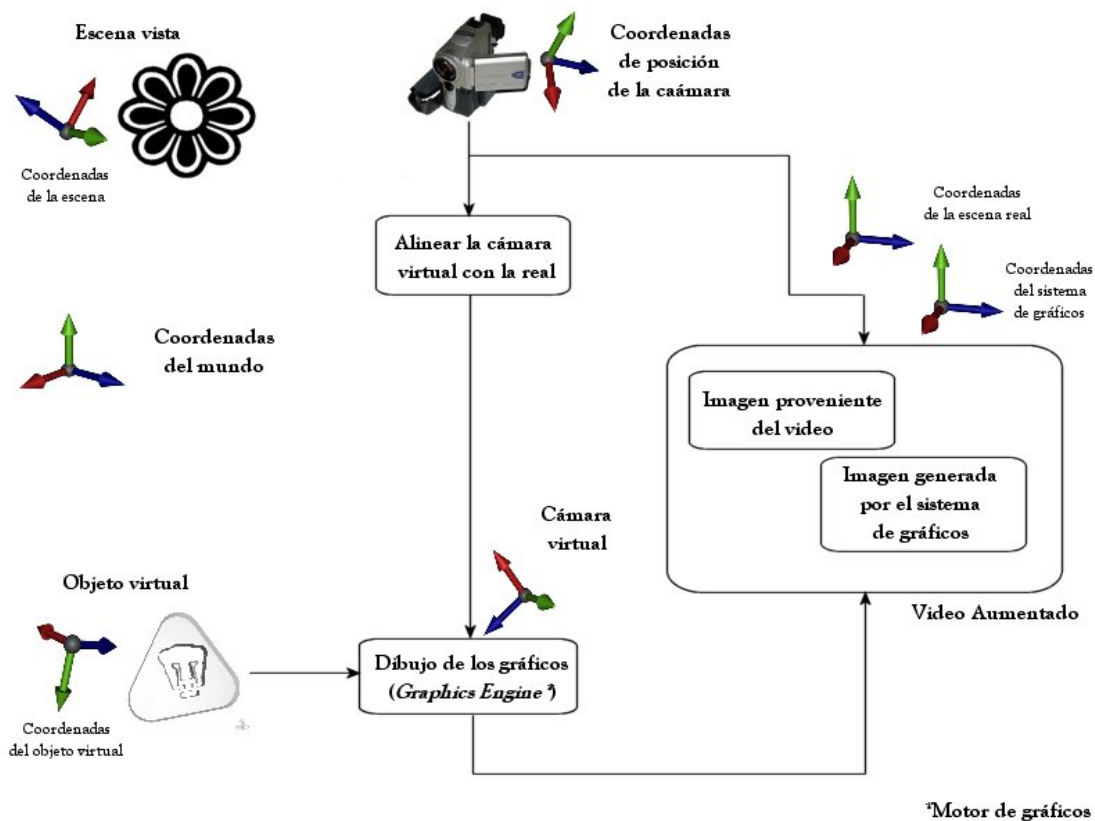 Escena vista
Coordenadas
de la escena
Coordenadas
de posición
de la caámara
Alinear la cámara
virtual con la real
Coordenadas
de la escena real
Coordenadas
del sistema
de gráficos
Coordenadas
del mundo
Imagen proveniente
del video
Imagen generada
por el sistema
de gráficos
Video Aumentado
Cámara
virtual
Objeto virtual
Coordenadas
del objeto virtual
Dibujo de los gráficos
(Graphics Engine *)
*Motor de gráficos